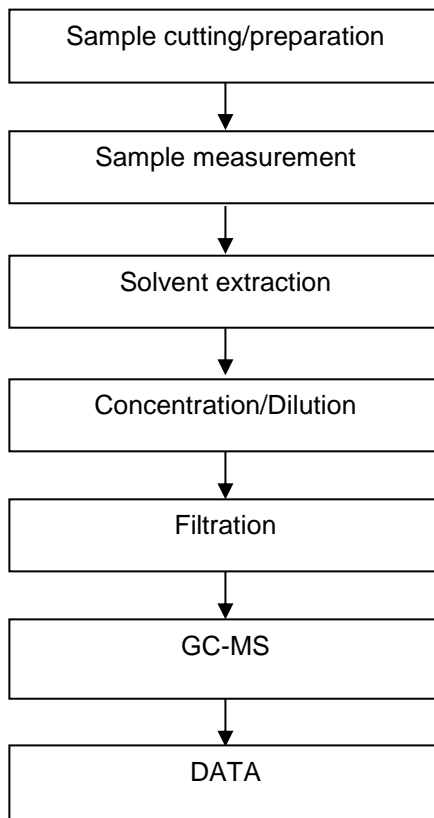 Sample cutting/preparation
Sample measurement
Solvent extraction
Concentration/Dilution
Filtration
GC-MS
DATA